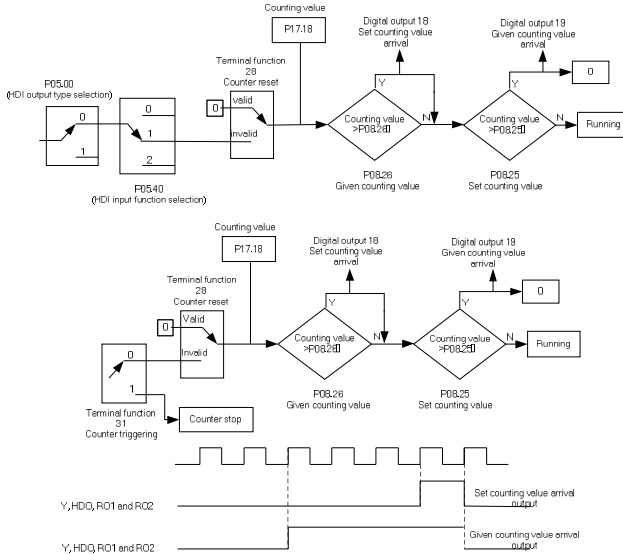 Counting value
P17.18
Digital output 18
Set counting value
arrival
Digital output 19
Given counting value
arrival
Terminal function
28
Counter reset
P05.00
(HDI output type selection)
0
valid
Y
Y
0
0
0
1
invalid
Counting value
>P08.26
N
Counting value
>P08.25
N
Running
1
2
P08.26
Given counting value
P08.25
Set counting value
P05.40
(HDI input function selection)
Counting value
P17.18
Digital output 18
Set counting value
arrival
Digital output 19
Given counting value
arrival
Terminal function
28
Counter reset
0
Valid
Y
Y
0
0
Invalid
Counting value
>P08.26
N
Counting value
>P08.25
N
Running
1
P08.26
Given counting value
P08.25
Set counting value
Terminal function
31
Counter triggering
Counter stop
Y, HDO, RO1 and RO2
Set counting value arrival
output
Y, HDO, RO1 and RO2
Given counting value arrival
output